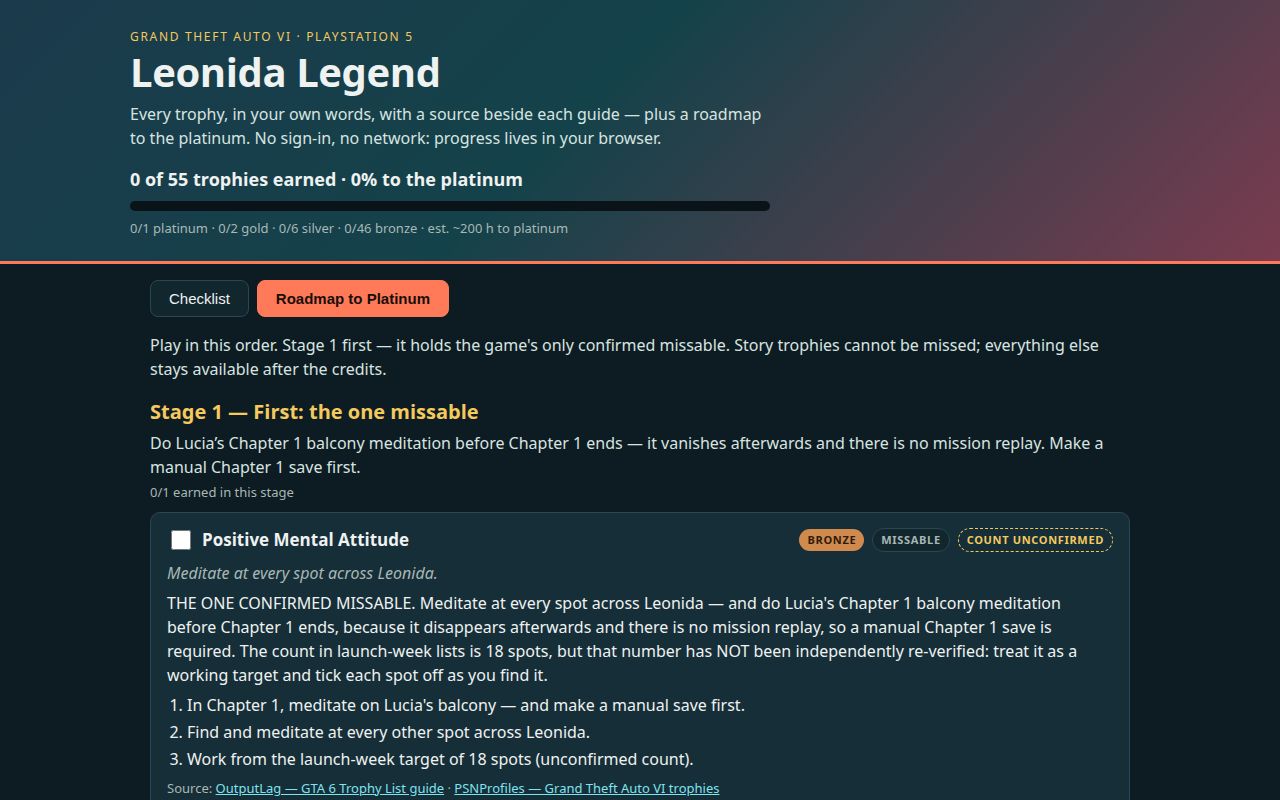 GRAND THEFT AUTO VI · PLAYSTATION 5
Leonida Legend
Every trophy, in your own words, with a source beside each guide — plus a roadmap
to the platinum. No sign-in, no network: progress lives in your browser.
0 of 55 trophies earned · 0% to the platinum
0/1 platinum · 0/2 gold · 0/6 silver · 0/46 bronze · est. ~200 h to platinum
Checklist
Roadmap to Platinum
Play in this order. Stage 1 first — it holds the game's only confirmed missable. Story trophies cannot be missed; everything else
stays available after the credits.
Stage 1 — First: the one missable
Do Lucia’s Chapter 1 balcony meditation before Chapter 1 ends — it vanishes afterwards and there is no mission replay. Make a
manual Chapter 1 save first.
0/1 earned in this stage
Positive Mental Attitude
BRONZE
MISSABLE
COUNT UNCONFIRMED
Meditate at every spot across Leonida.
THE ONE CONFIRMED MISSABLE. Meditate at every spot across Leonida — and do Lucia's Chapter 1 balcony meditation
before Chapter 1 ends, because it disappears afterwards and there is no mission replay, so a manual Chapter 1 save is
required. The count in launch-week lists is 18 spots, but that number has NOT been independently re-verified: treat it as a
working target and tick each spot off as you find it.
1. In Chapter 1, meditate on Lucia's balcony — and make a manual save first.
2. Find and meditate at every other spot across Leonida.
3. Work from the launch-week target of 18 spots (unconfirmed count).
Source: OutputLag — GTA 6 Trophy List guide · PSNProfiles — Grand Theft Auto VI trophies